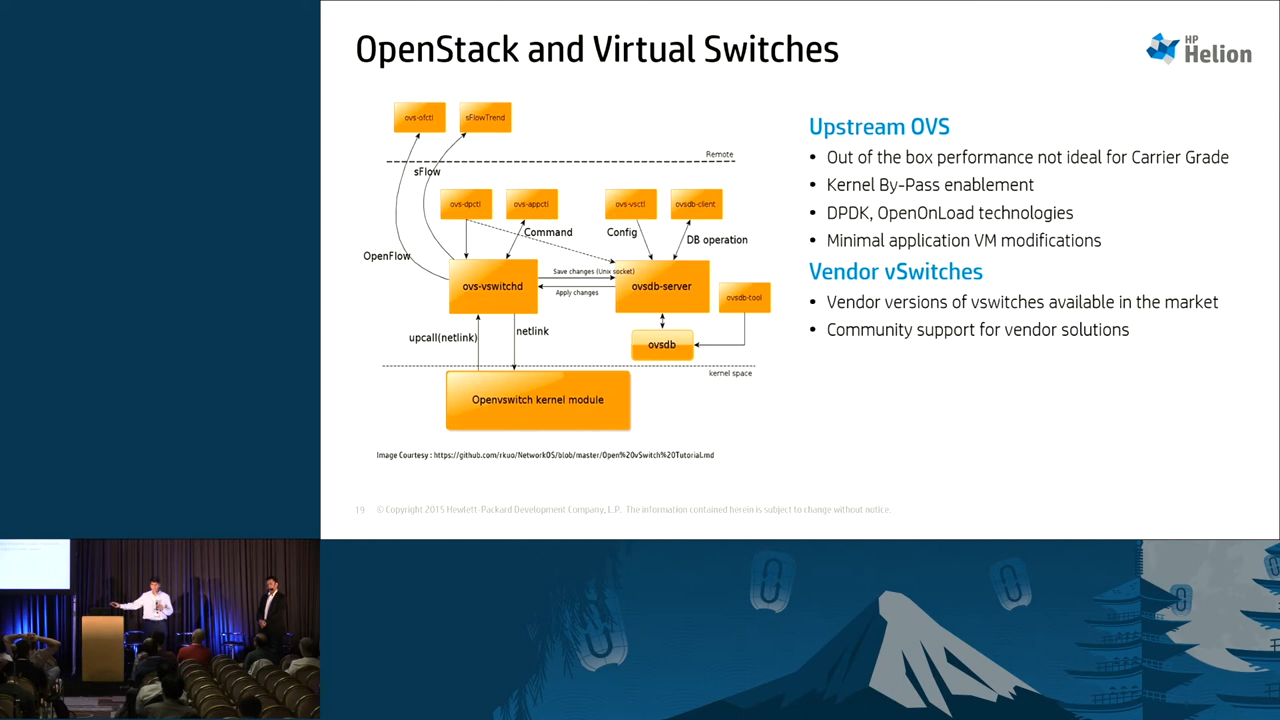 OpenStack and Virtual Switches
HP
Helion
ovs-ofctl
sFlowTrend
Remote
sFlow
ovs-dpctl
ovs-appctl
ovs-vsctl
ovsdb-client
Command
Config
DB operation
OpenFlow
Save changes (Unix socket)
ovs-vswitchd
ovsdb-server
Apply changes
ovsdb-tool
upcall(netlink)
netlink
ovsdb
kernel space
Openvswitch kernel module
Image Courtesy : https://github.com/rkuo/NetworkOS/blob/master/Open%20vSwitch%20Tutorial.md
Upstream OVS
• Out of the box performance not ideal for Carrier Grade
• Kernel By-Pass enablement
• DPDK, OpenOnLoad technologies
• Minimal application VM modifications
Vendor vSwitches
• Vendor versions of vswitches available in the market
• Community support for vendor solutions
19 © Copyright 2015 Hewlett-Packard Development Company, L.P. The information contained herein is subject to change without notice.